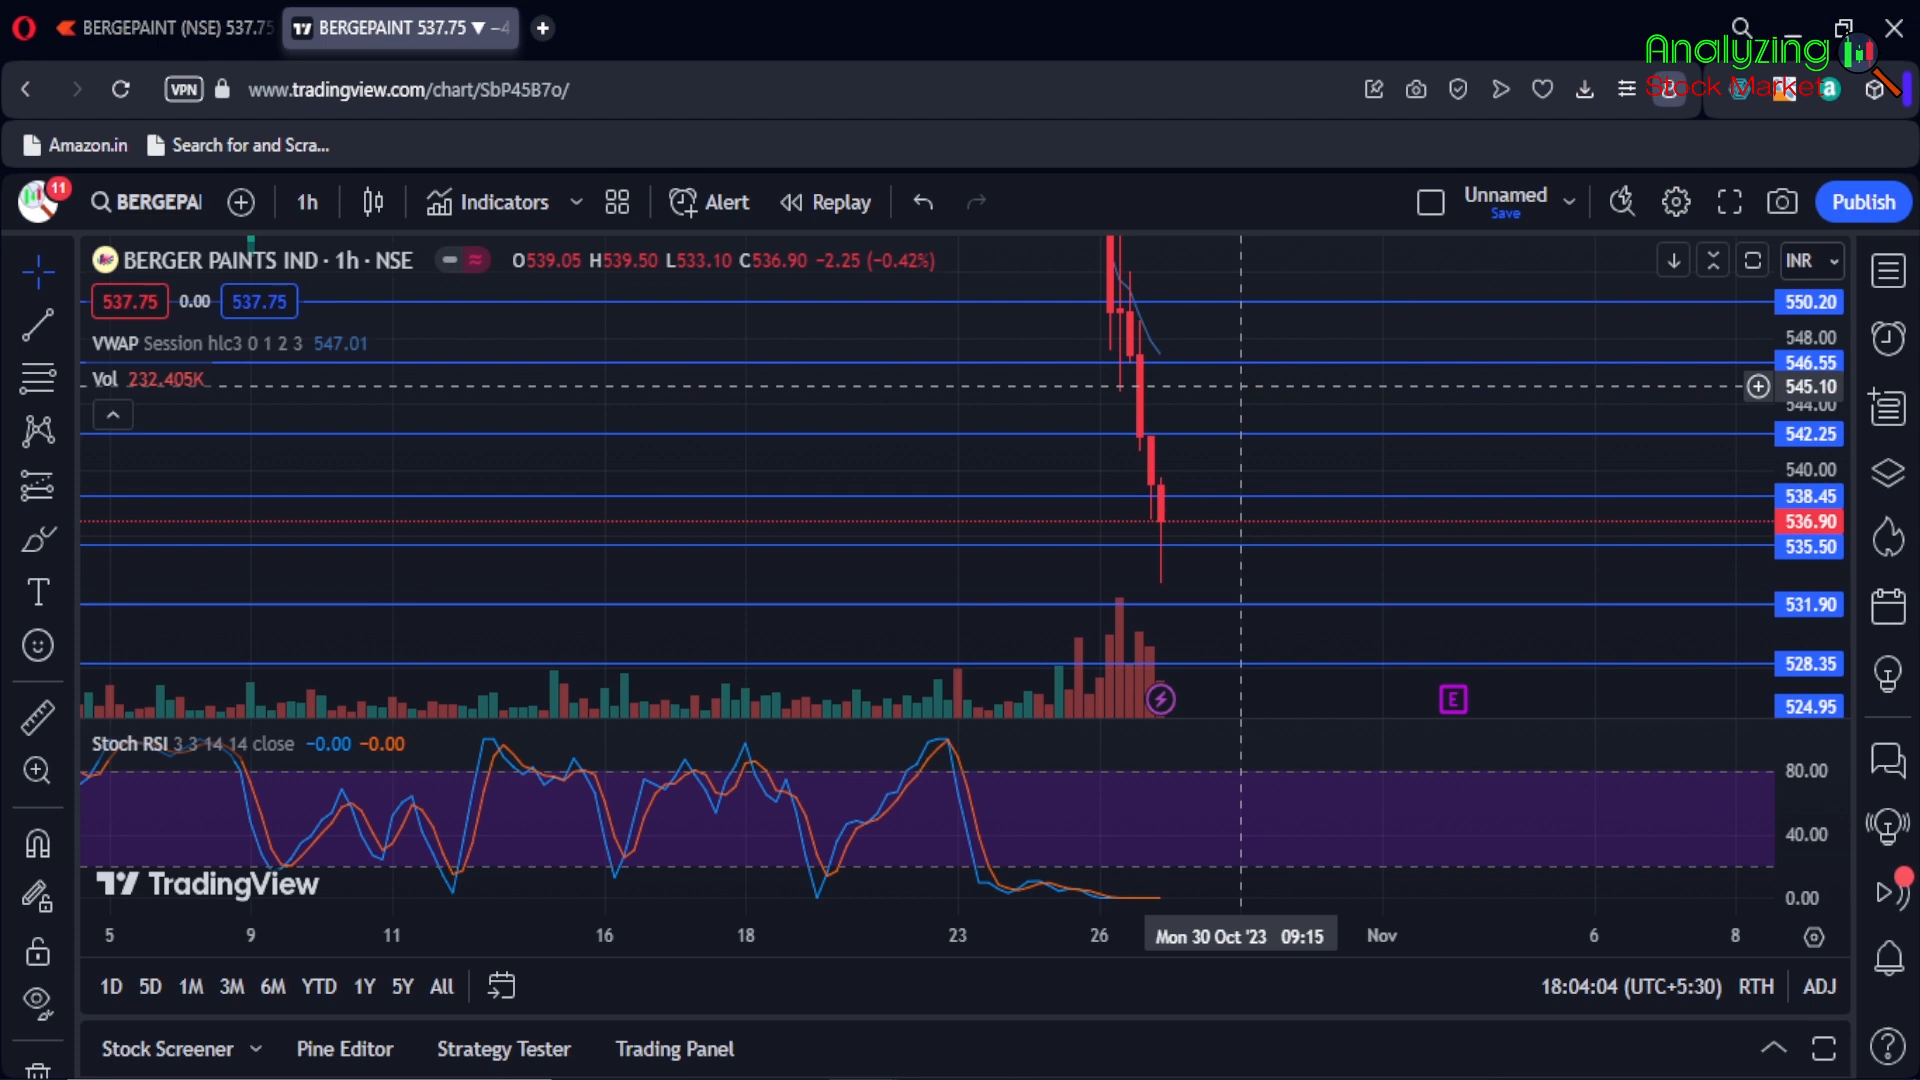 BERGEPAINT (NSE) 537.75
BERGEPAINT 537.75 ▼ −4
Analyzing
Stock Market
VPN www.tradingview.com/chart/SbP45B7o/
Amazon.in Search for and Scra...
11 BERGEPAI 1h Indicators Alert Replay Unnamed Save Publish
BERGER PAINTS IND · 1h · NSE O539.05 H539.50 L533.10 C536.90 −2.25 (−0.42%) INR
537.75 0.00 537.75 550.20
VWAP Session hlc3 0 1 2 3 547.01 548.00
546.55
Vol 232.405K 545.10
544.00
542.25
540.00
538.45
536.90
535.50
531.90
528.35
E 524.95
Stoch RSI 3 3 14 14 close −0.00 −0.00
80.00
40.00
TradingView
0.00
5 9 11 16 18 23 26 Mon 30 Oct '23 09:15 Nov 6 8
1D 5D 1M 3M 6M YTD 1Y 5Y All 18:04:04 (UTC+5:30) RTH ADJ
Stock Screener Pine Editor Strategy Tester Trading Panel